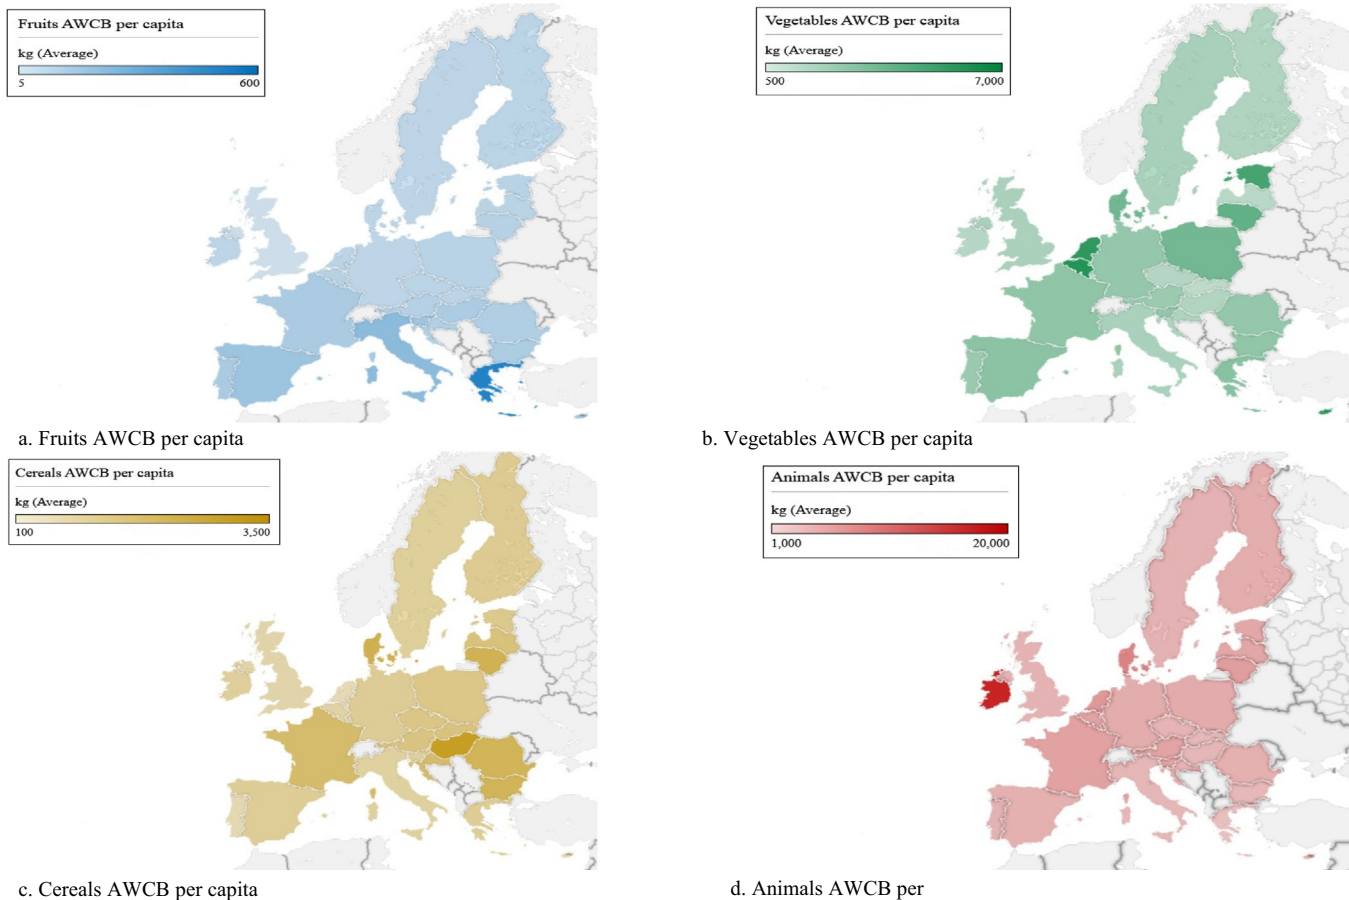 Fruits AWCB per capita
kg (Average)
5 600
Vegetables AWCB per capita
kg (Average)
500 7,000
a. Fruits AWCB per capita
b. Vegetables AWCB per capita
Cereals AWCB per capita
kg (Average)
100 3,500
Animals AWCB per capita
kg (Average)
1,000 20,000
c. Cereals AWCB per capita
d. Animals AWCB per